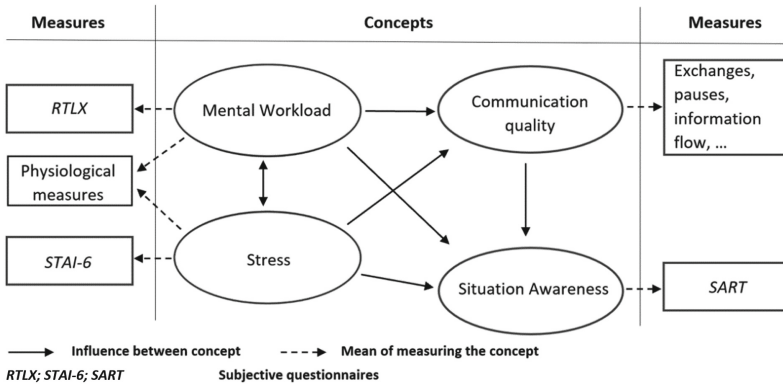 Measures
Concepts
Measures
RTLX
Mental Workload
Communication
quality
Exchanges,
pauses,
information
flow, ...
Physiological
measures
STAI-6
Stress
Situation Awareness
SART
Influence between concept
Mean of measuring the concept
RTLX; STAI-6; SART
Subjective questionnaires